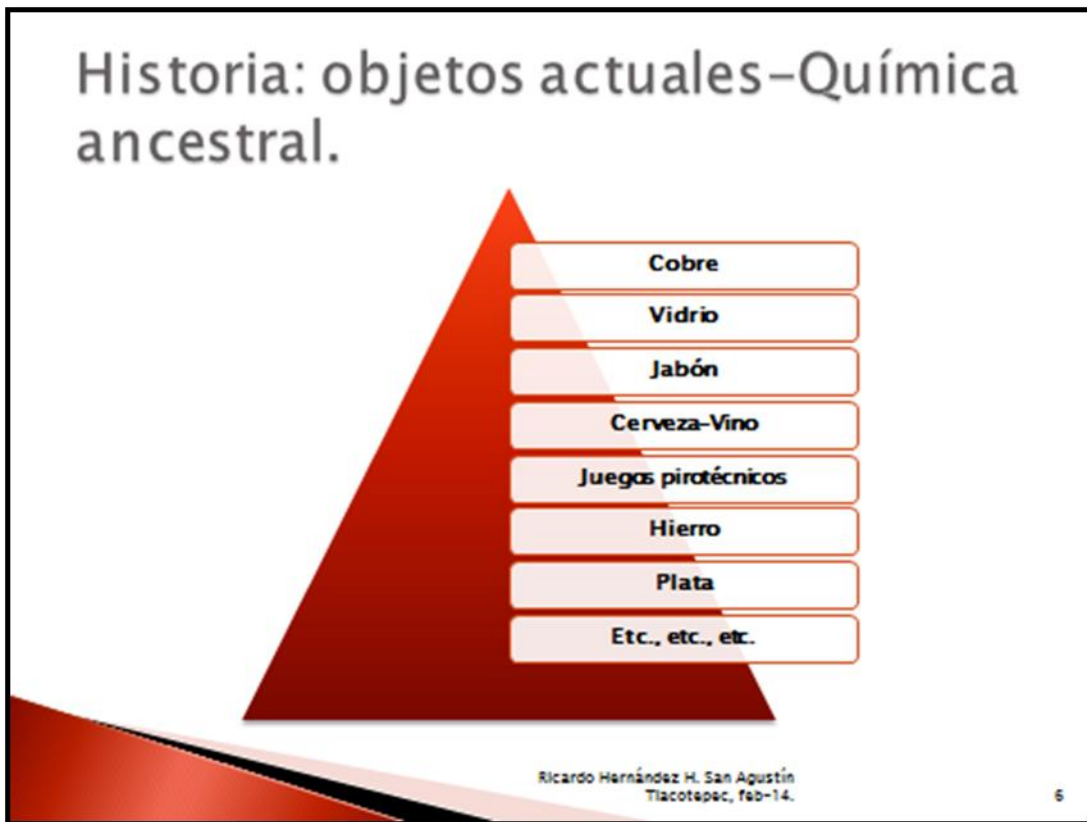 Historia: objetos actuales-Química
ancestral.
Cobre
Vidrio
Jabón
Cerveza-Vino
Juegos pirotécnicos
Hierro
Plata
Etc., etc., etc.
Ricardo Hernández H. San Agustín
Tlacotepec, feb-14.
6